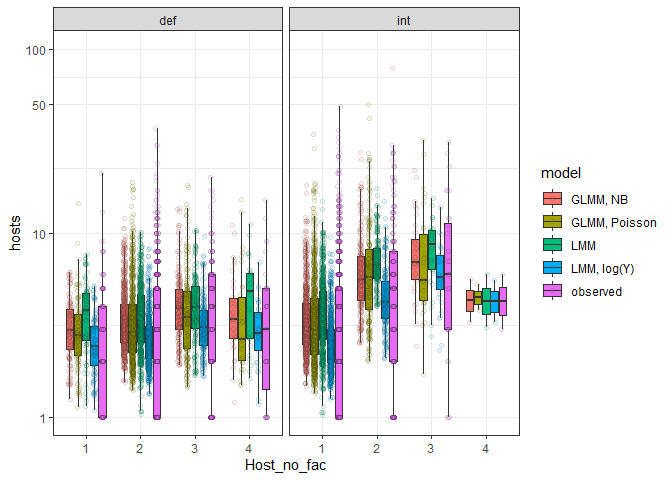 def int
100
50
10
1
hosts
1 2 3 4 1 2 3 4
Host_no_fac
model
GLMM, NB
GLMM, Poisson
LMM
LMM, log(Y)
observed